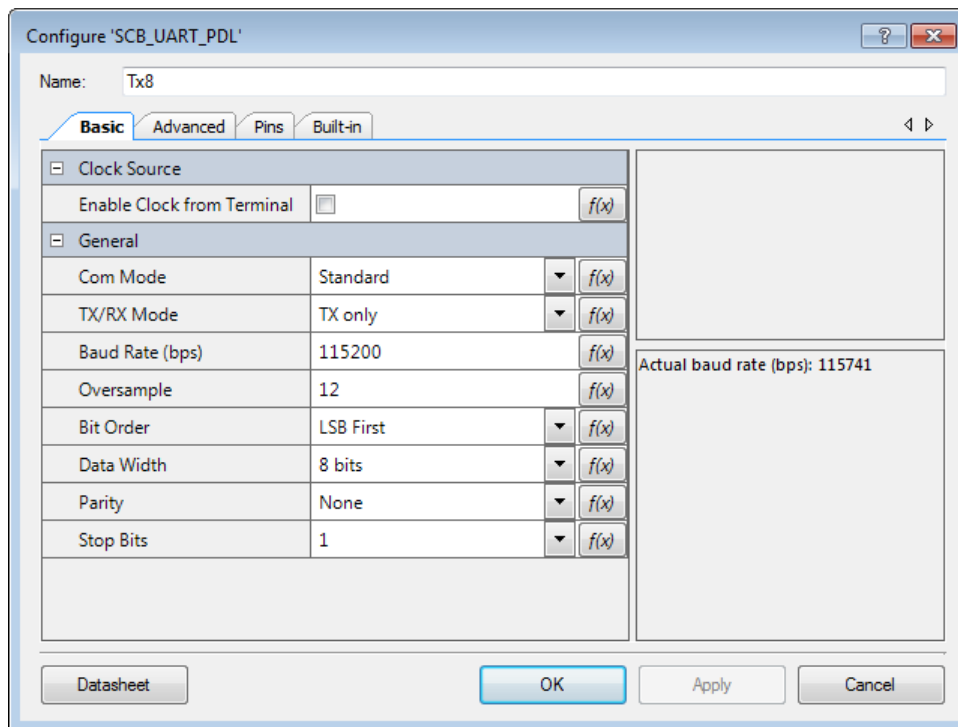 Configure 'SCB_UART_PDL'
Name: Tx8
Basic Advanced Pins Built-in
Clock Source
Enable Clock from Terminal f(x)
General
Com Mode Standard f(x)
TX/RX Mode TX only f(x)
Baud Rate (bps) 115200 f(x)
Actual baud rate (bps): 115741
Oversample 12 f(x)
Bit Order LSB First f(x)
Data Width 8 bits f(x)
Parity None f(x)
Stop Bits 1 f(x)
Datasheet OK Apply Cancel